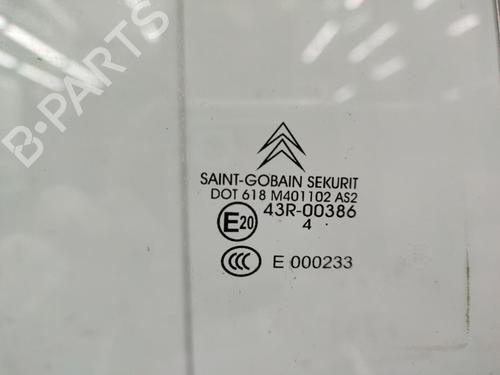 B-PARTS
SAINT-GOBAIN SEKURIT
DOT 618 M401102 AS2
E20 43R-00386
4
CCC E 000233